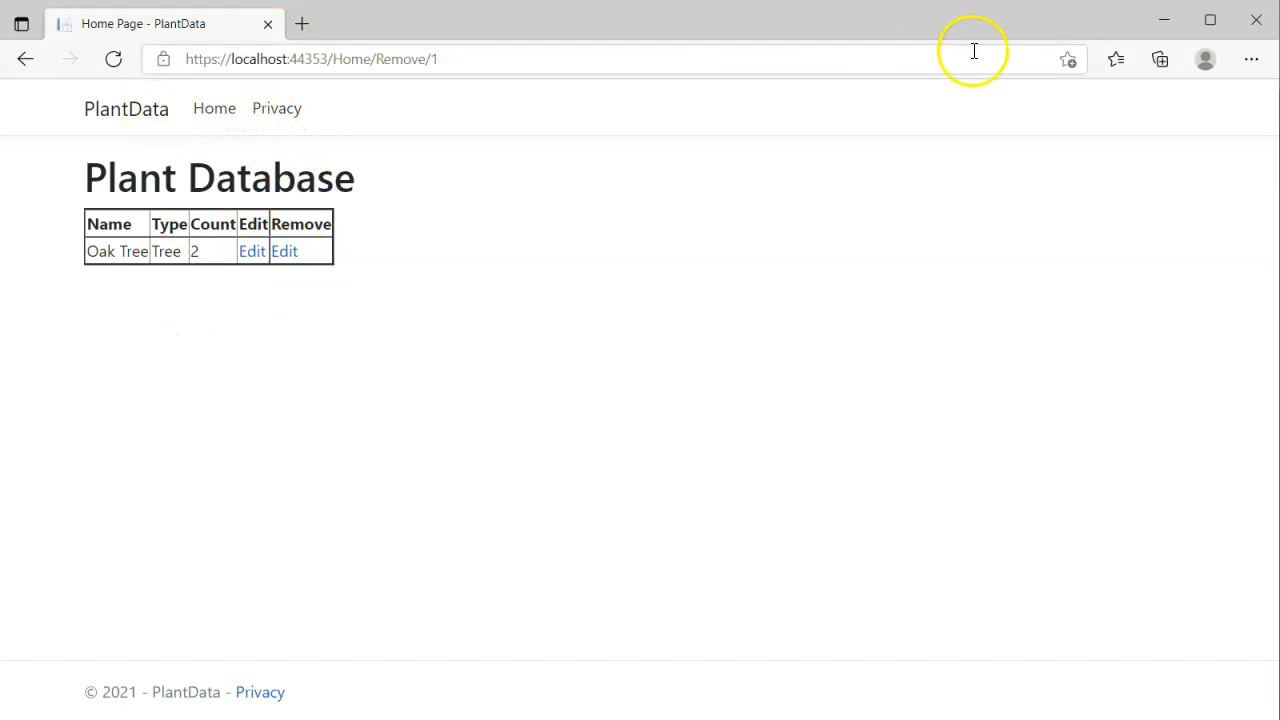 Home Page - PlantData
https://localhost:44353/Home/Remove/1
PlantData Home Privacy
Plant Database
Name Type Count Edit Remove
Oak Tree Tree 2 Edit Edit
© 2021 - PlantData - Privacy